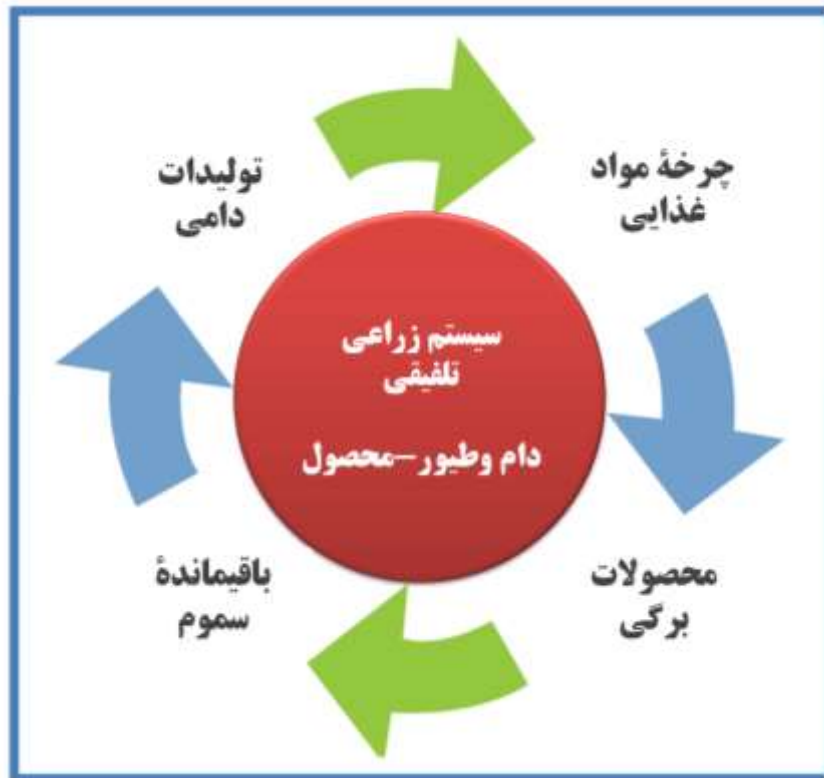 تولیدات
دامی
چرخهٔ مواد
غذایی
سیستم زراعی
تلفیقی
دام وطیور–محصول
باقیماندهٔ
سموم
محصولات
برگی